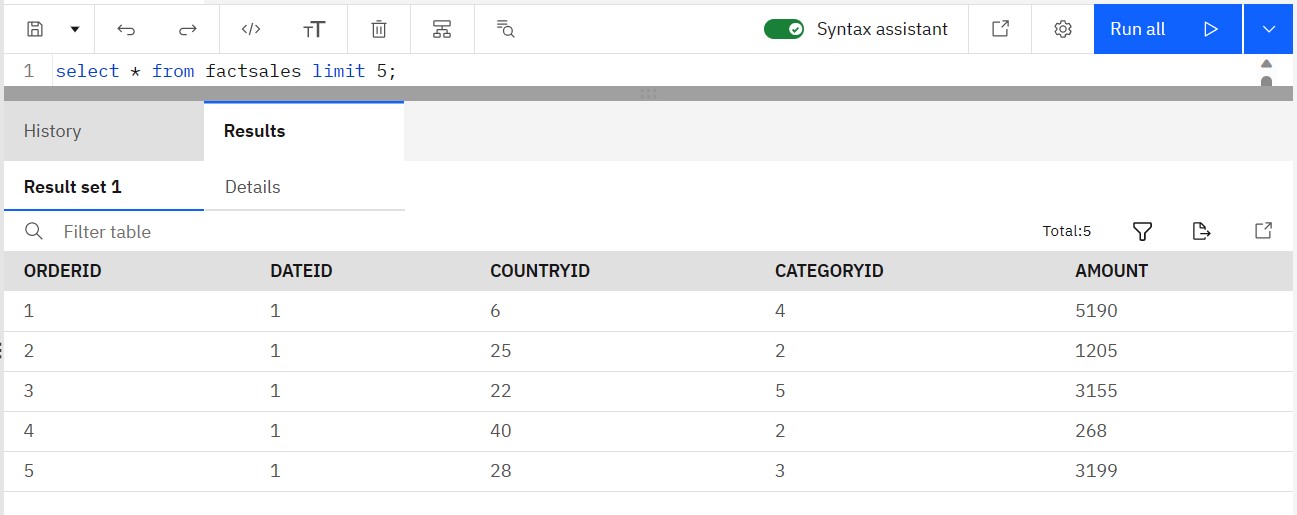 </> TT Syntax assistant Run all
1 select * from factsales limit 5;
History Results
Result set 1 Details
Filter table Total:5
ORDERID DATEID COUNTRYID CATEGORYID AMOUNT
1 1 6 4 5190
2 1 25 2 1205
3 1 22 5 3155
4 1 40 2 268
5 1 28 3 3199